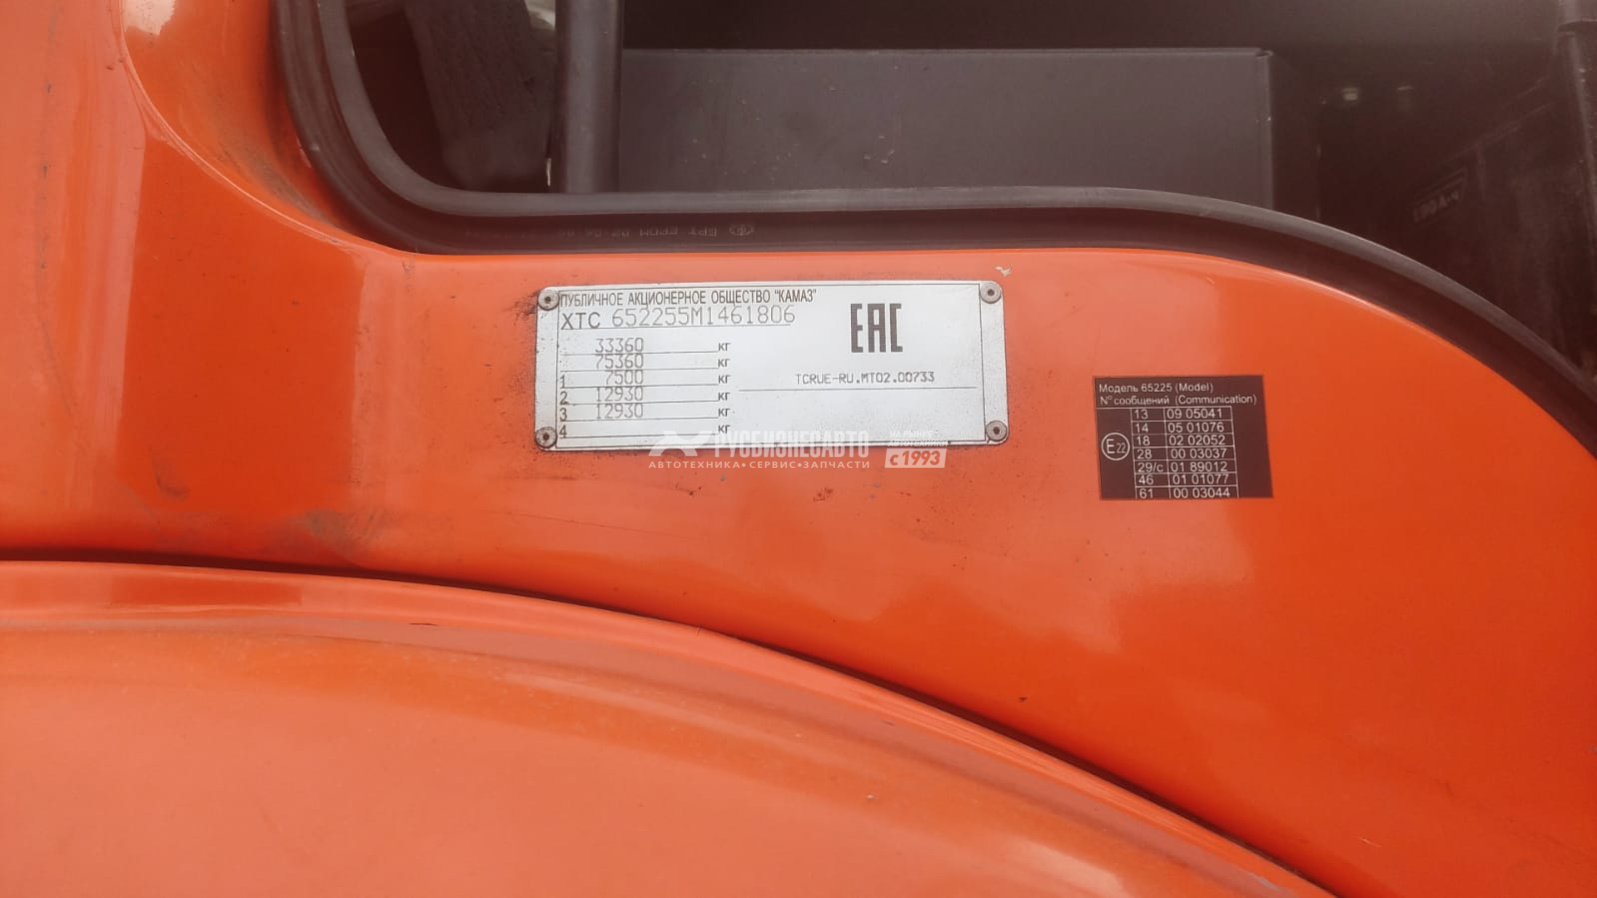 ПУБЛИЧНОЕ АКЦИОНЕРНОЕ ОБЩЕСТВО "КАМАЗ"
XTC 652255M1461806
33360 кг
75360 кг
1 7500 кг
2 12930 кг
3 12930 кг
4 кг
EAC
TCRUE-RU.MT02.00733
Модель 65225 (Model)
N° сообщений (Communication)
E22
13 09 05041
14 05 01076
18 02 02052
28 00 03037
29/c 01 89012
46 01 01077
61 00 03044
РУСБИЗНЕСАВТО
АВТОТЕХНИКА • СЕРВИС • ЗАПЧАСТИ
с 1993